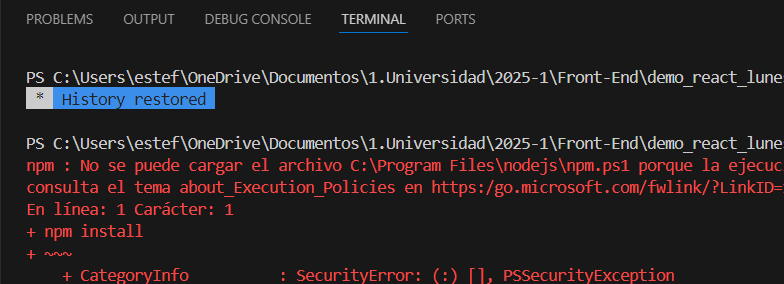 PROBLEMS OUTPUT DEBUG CONSOLE TERMINAL PORTS
PS C:\Users\estef\OneDrive\Documentos\1.Universidad\2025-1\Front-End\demo_react_lune
* History restored
PS C:\Users\estef\OneDrive\Documentos\1.Universidad\2025-1\Front-End\demo_react_lune
npm : No se puede cargar el archivo C:\Program Files\nodejs\npm.ps1 porque la ejecuc
consulta el tema about_Execution_Policies en https:/go.microsoft.com/fwlink/?LinkID=
En línea: 1 Carácter: 1
+ npm install
+ ~~~
+ CategoryInfo : SecurityError: (:) [], PSSecurityException